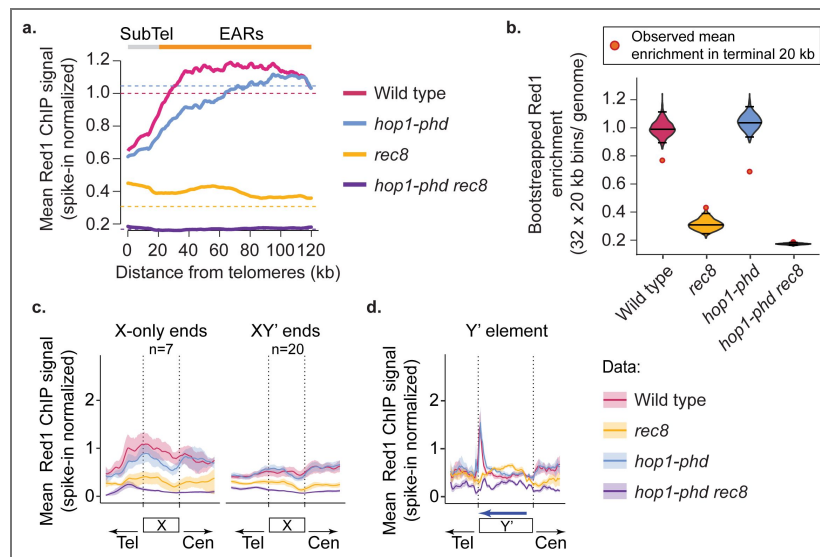 a.
SubTel EARs
Mean Red1 ChIP signal
(spike-in normalized)
1.2
1.0
0.8
0.6
0.4
0.2
0 20 40 60 80 100 120
Distance from telomeres (kb)
Wild type
hop1-phd
rec8
hop1-phd rec8
b.
Observed mean
enrichment in terminal 20 kb
Bootstreapped Red1
enrichment
(32 x 20 kb bins/ genome)
1.2
1.0
0.8
0.6
0.4
0.2
Wild type
rec8
hop1-phd
hop1-phd rec8
c.
X-only ends
n=7
XY' ends
n=20
Mean Red1 ChIP signal
(spike-in normalized)
2
1
0
X
Tel Cen
X
Tel Cen
d.
Y' element
Mean Red1 ChIP signal
(spike-in normalized)
2
1
0
Y'
Tel Cen
Data:
Wild type
rec8
hop1-phd
hop1-phd rec8